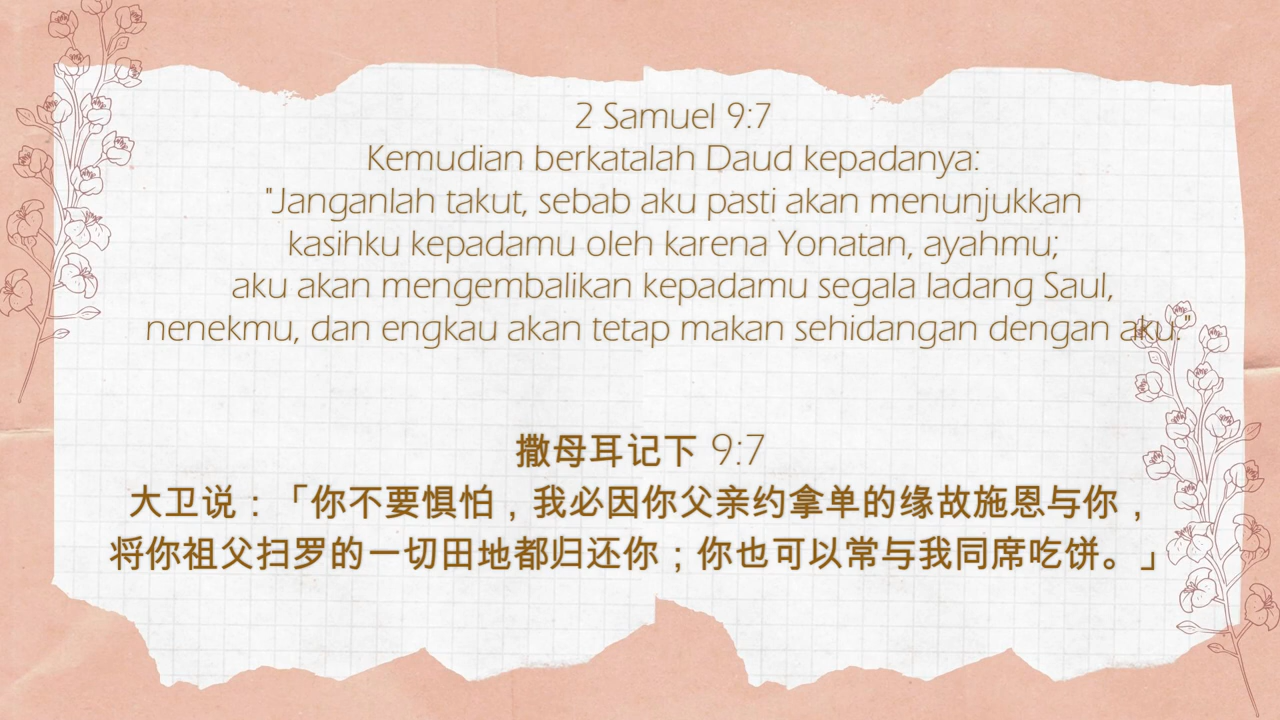 2 Samuel 9:7
Kemudian berkatalah Daud kepadanya:
"Janganlah takut, sebab aku pasti akan menunjukkan
kasihku kepadamu oleh karena Yonatan, ayahmu;
aku akan mengembalikan kepadamu segala ladang Saul,
nenekmu, dan engkau akan tetap makan sehidangan dengan aku."
撒母耳记下 9:7
大卫说：「你不要惧怕，我必因你父亲约拿单的缘故施恩与你，
将你祖父扫罗的一切田地都归还你；你也可以常与我同席吃饼。」